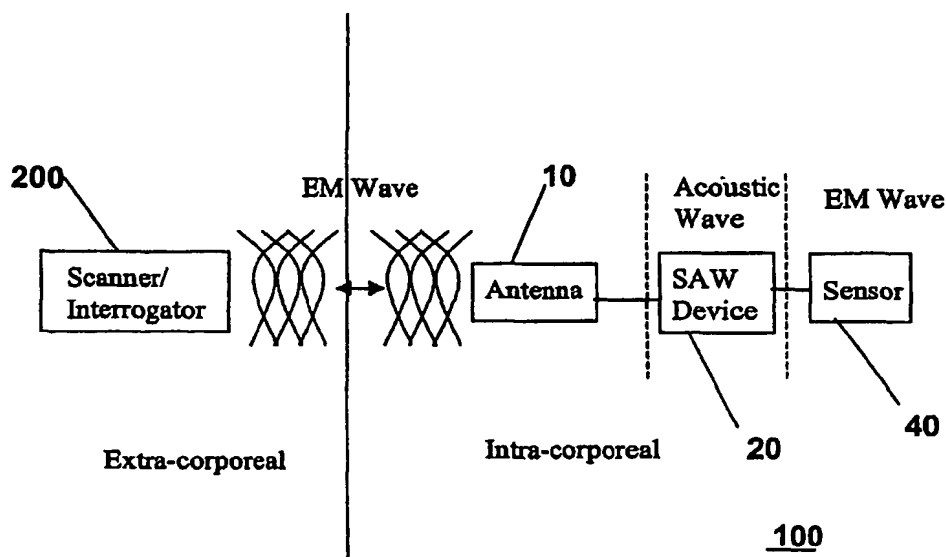 200
EM Wave
10
Acoustic
Wave
EM Wave
Scanner/
Interrogator
Antenna
SAW
Device
Sensor
Extra-corporeal
Intra-corporeal
20
40
100